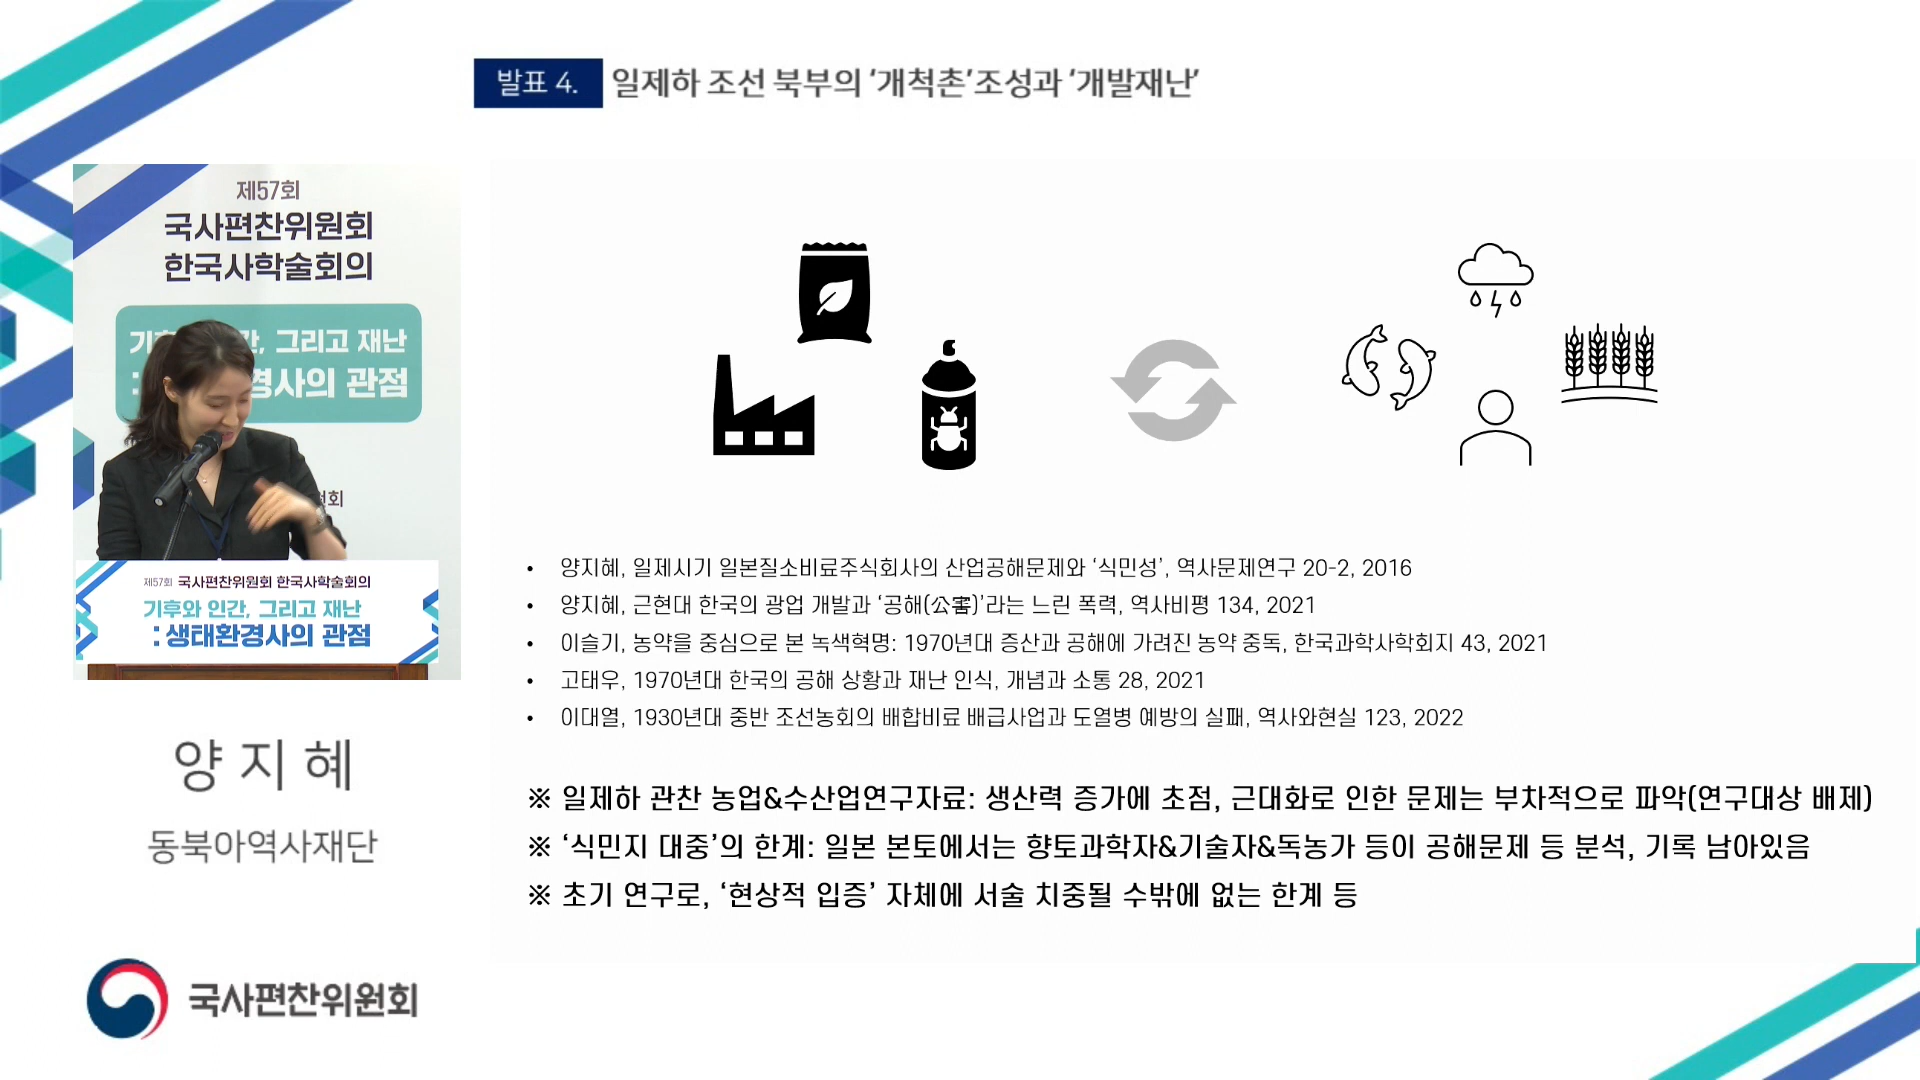 발표 4. 일제하 조선 북부의 ‘개척촌’조성과 ‘개발재난’
제57회
국사편찬위원회
한국사학술회의
간, 그리고 재난
경사의 관점
원회
제57회 국사편찬위원회 한국사학술회의
기후와 인간, 그리고 재난
: 생태환경사의 관점
양 지 혜
동북아역사재단
국사편찬위원회
• 양지혜, 일제시기 일본질소비료주식회사의 산업공해문제와 ‘식민성’, 역사문제연구 20-2, 2016
• 양지혜, 근현대 한국의 광업 개발과 ‘공해(公害)’라는 느린 폭력, 역사비평 134, 2021
• 이슬기, 농약을 중심으로 본 녹색혁명: 1970년대 증산과 공해에 가려진 농약 중독, 한국과학사학회지 43, 2021
• 고태우, 1970년대 한국의 공해 상황과 재난 인식, 개념과 소통 28, 2021
• 이대열, 1930년대 중반 조선농회의 배합비료 배급사업과 도열병 예방의 실패, 역사와현실 123, 2022
※ 일제하 관찬 농업&수산업연구자료: 생산력 증가에 초점, 근대화로 인한 문제는 부차적으로 파악(연구대상 배제)
※ ‘식민지 대중’의 한계: 일본 본토에서는 향토과학자&기술자&독농가 등이 공해문제 등 분석, 기록 남아있음
※ 초기 연구로, ‘현상적 입증’ 자체에 서술 치중될 수밖에 없는 한계 등